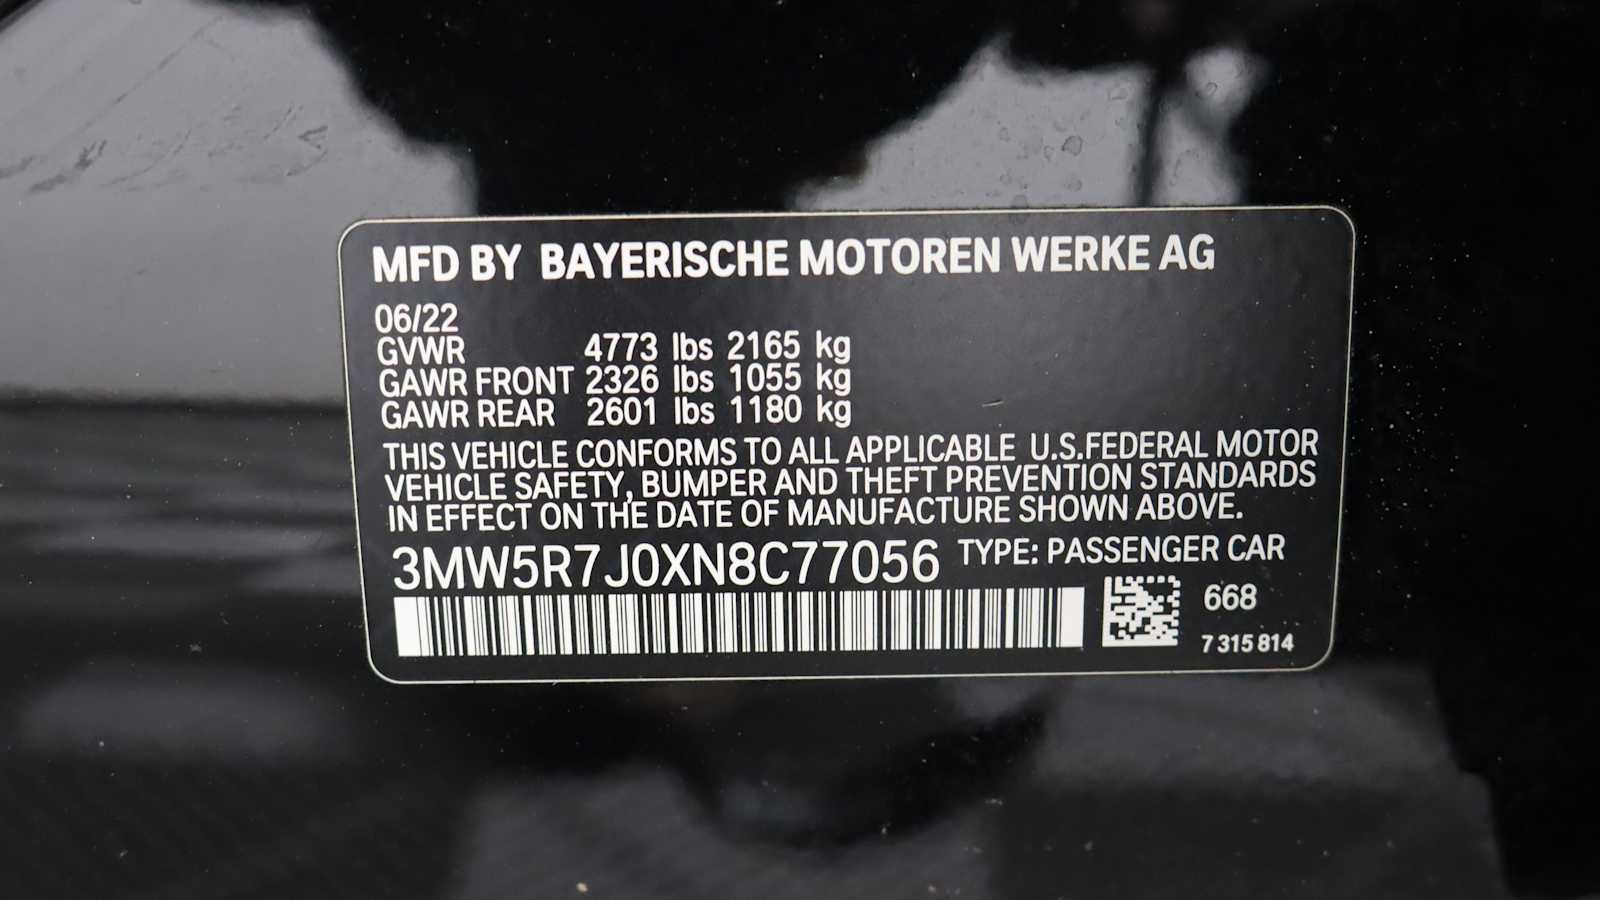 MFD BY BAYERISCHE MOTOREN WERKE AG
06/22
GVWR 4773 lbs 2165 kg
GAWR FRONT 2326 lbs 1055 kg
GAWR REAR 2601 lbs 1180 kg
THIS VEHICLE CONFORMS TO ALL APPLICABLE U.S.FEDERAL MOTOR
VEHICLE SAFETY, BUMPER AND THEFT PREVENTION STANDARDS
IN EFFECT ON THE DATE OF MANUFACTURE SHOWN ABOVE.
3MW5R7J0XN8C77056 TYPE: PASSENGER CAR
668
7 315 814